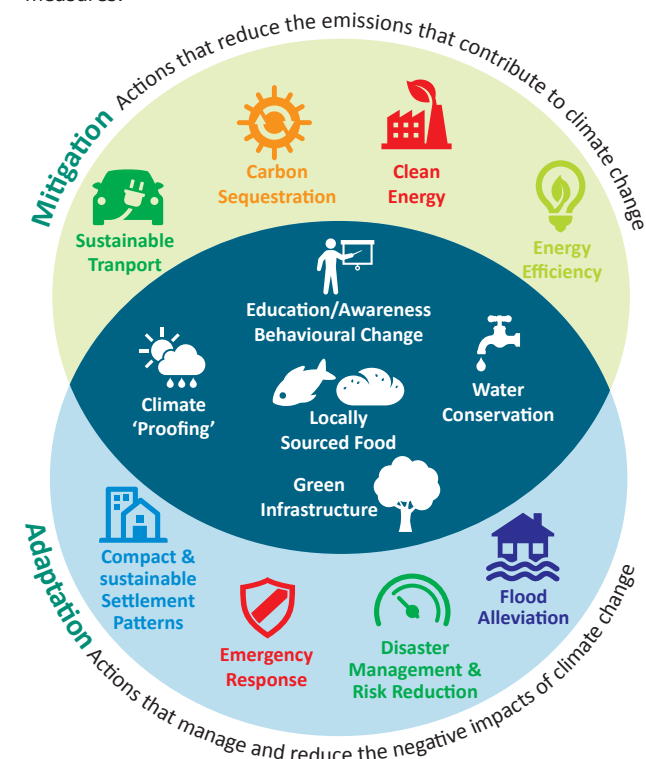 measures.
Mitigation Actions that reduce the emissions that contribute to climate change
Carbon
Sequestration
Clean
Energy
Sustainable
Tranport
Energy
Efficiency
Education/Awareness
Behavioural Change
Climate
‘Proofing’
Locally
Sourced Food
Water
Conservation
Green
Infrastructure
Compact &
sustainable
Settlement
Patterns
Emergency
Response
Disaster
Management &
Risk Reduction
Flood
Alleviation
Adaptation Actions that manage and reduce the negative impacts of climate change